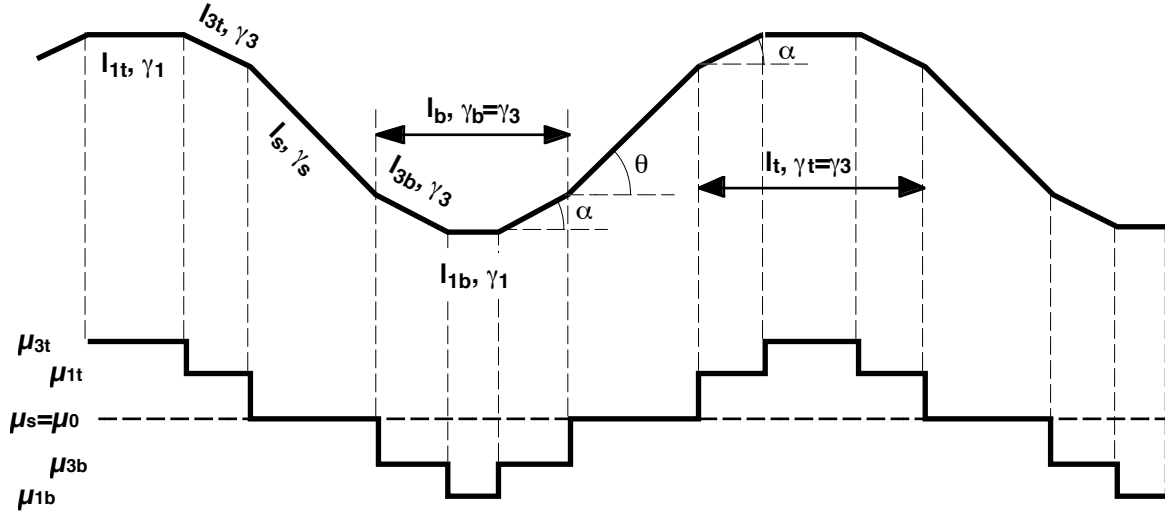 l3t, γ3
l1t, γ1
α
lb, γb=γ3
ls, γs
θ
lt, γt=γ3
l3b, γ3
α
l1b, γ1
μ3t
μ1t
μs=μ0
μ3b
μ1b